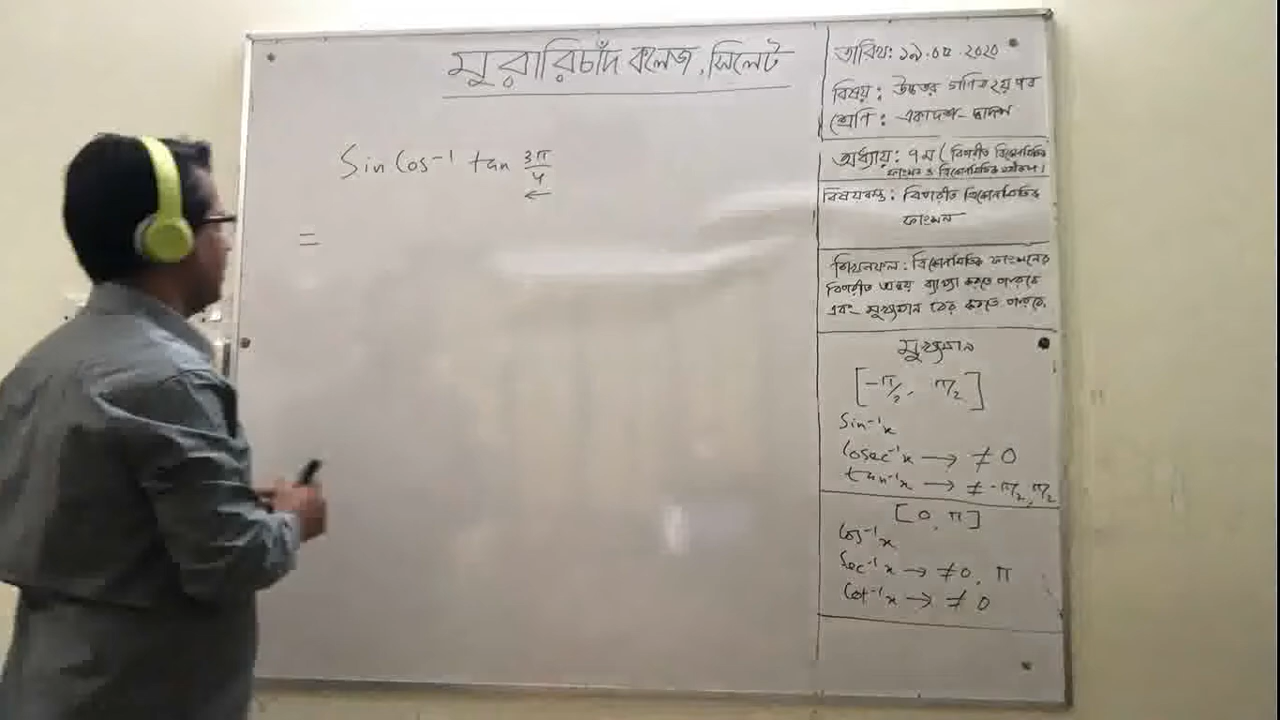 মুরারিচাঁদ কলেজ, সিলেট
Sin Cos⁻¹ tan 3π/4
←
=
তারিখ: ১৯.০৫.২০২০
বিষয়: উচ্চতর গণিত ২য় পত্র
শ্রেণি: একাদশ-দ্বাদশ
অধ্যায়: ৭ম (বিপরীত ত্রিকোণমিতিক
ফাংশন ও ত্রিকোণমিতিক সমীকরণ)
বিষয়বস্তু: বিপরীত ত্রিকোণমিতিক
ফাংশন
শিখনফল: ত্রিকোণমিতিক ফাংশনের
বিপরীত অন্বয় ব্যাখ্যা করতে পারবে
এবং মুখ্যমান বের করতে পারবে.
মুখ্যমান
[-π/2, π/2]
Sin⁻¹x
Cosec⁻¹x → ≠ 0
tan⁻¹x → ≠ -π/2, π/2
[0, π]
Cos⁻¹x
Sec⁻¹x → ≠ 0, π
Cot⁻¹x → ≠ 0